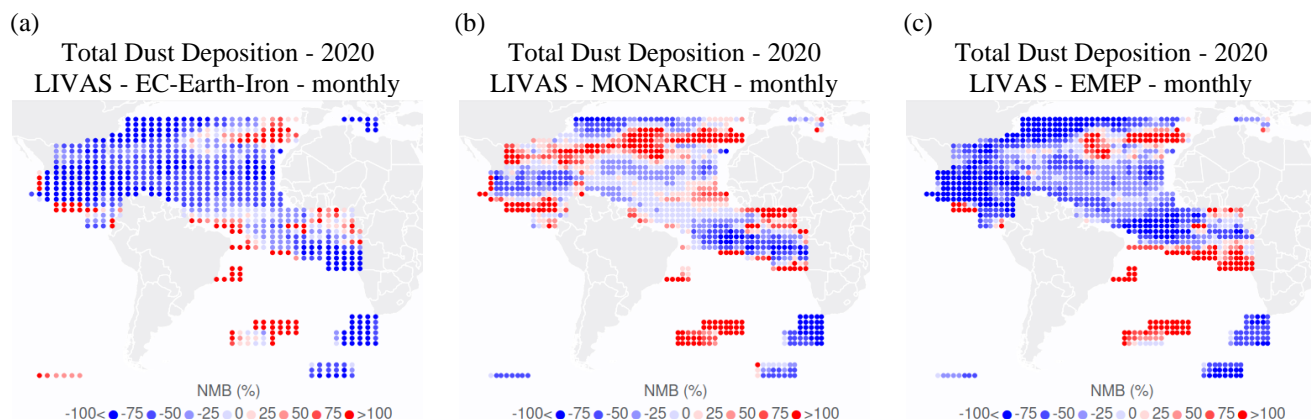 (a)
Total Dust Deposition - 2020
LIVAS - EC-Earth-Iron - monthly
NMB (%)
-100< -75 -50 -25 0 25 50 75 >100
(b)
Total Dust Deposition - 2020
LIVAS - MONARCH - monthly
NMB (%)
-100< -75 -50 -25 0 25 50 75 >100
(c)
Total Dust Deposition - 2020
LIVAS - EMEP - monthly
NMB (%)
-100< -75 -50 -25 0 25 50 75 >100